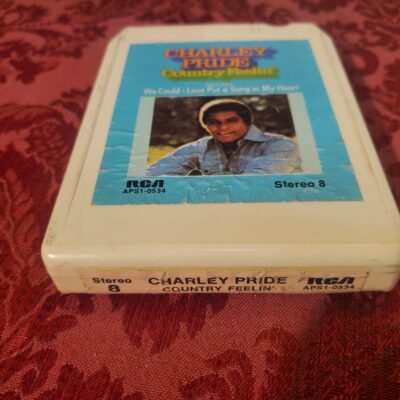 CHARLEY
PRIDE
Country Feelin'
We Could • Love Put a Song in My Heart
RCA
APS1-0534
Stereo 8
Stereo
8
CHARLEY PRIDE
COUNTRY FEELIN'
RCA
APS1-0534